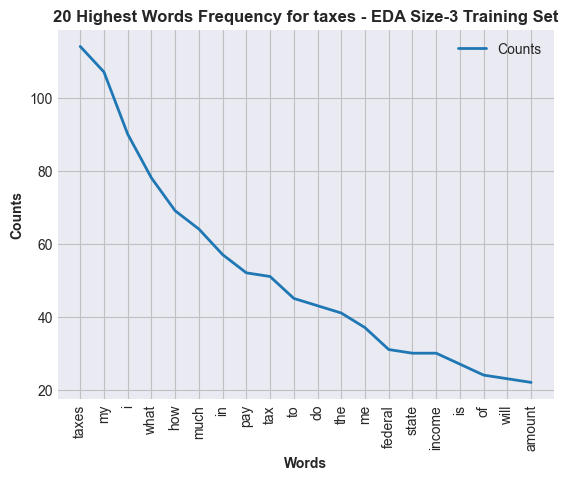 20 Highest Words Frequency for taxes - EDA Size-3 Training Set
Counts
Counts
100
80
60
40
20
taxes my i what how much in pay tax to do the me federal state income is of will amount
Words